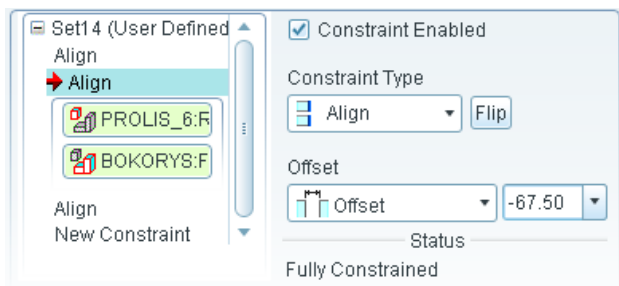 Set14 (User Defined
Align
Align
PROLIS_6:F
BOKORYS:F
Align
New Constraint
Constraint Enabled
Constraint Type
Align
Flip
Offset
Offset
-67.50
Status
Fully Constrained